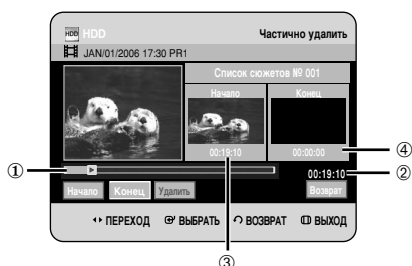 HDD HDD Частично удалить
JAN/01/2006 17:30 PR1
Список сюжетов № 001
Начало Конец
00:19:10 00:00:00
④
① 00:19:10 ②
Начало Конец Удалить Возврат
ПЕРЕХОД ВЫБРАТЬ ВОЗВРАТ ВЫХОД
③